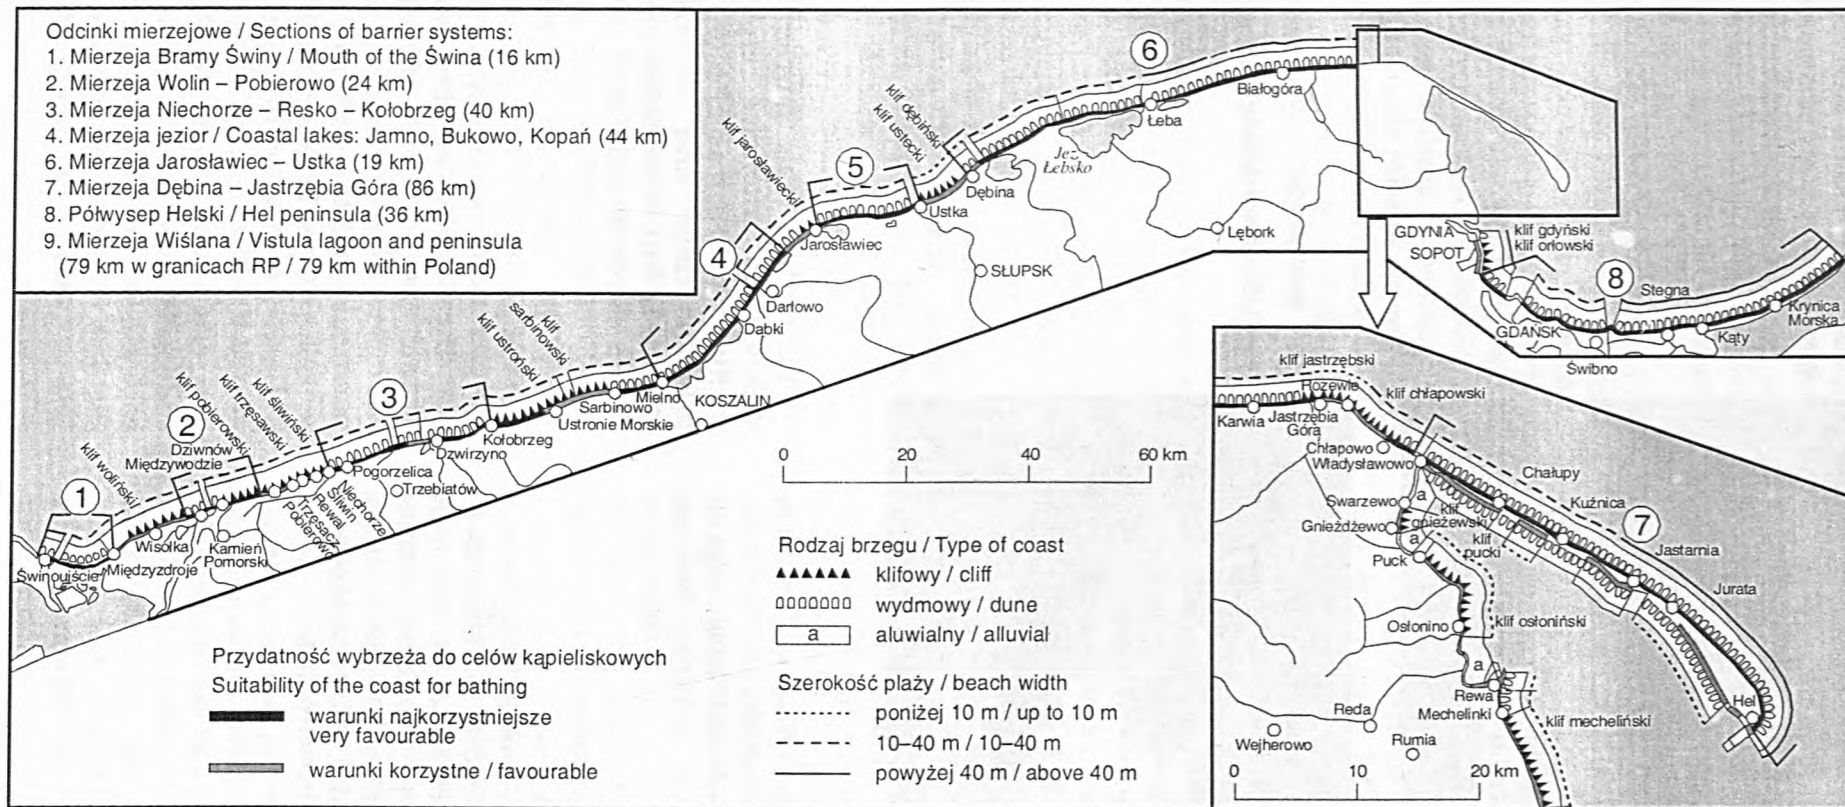 Odcinki mierzejowe / Sections of barrier systems:
1. Mierzeja Bramy Świny / Mouth of the Świna (16 km)
2. Mierzeja Wolin – Pobierowo (24 km)
3. Mierzeja Niechorze – Resko – Kołobrzeg (40 km)
4. Mierzeja jezior / Coastal lakes: Jamno, Bukowo, Kopań (44 km)
6. Mierzeja Jarosławiec – Ustka (19 km)
7. Mierzeja Dębina – Jastrzębia Góra (86 km)
8. Półwysep Helski / Hel peninsula (36 km)
9. Mierzeja Wiślana / Vistula lagoon and peninsula
(79 km w granicach RP / 79 km within Poland)
1
2
3
4
5
6
8
klif woliński
klif pobierowski
klif trzęsawski
klif śliwiński
klif ustroński
klif
sarbinowski
klif jarosławiecki
klif ustecki
klif dębiński
Świnoujście
Międzyzdroje
Wisólka
Międzywodzie
Dziwnów
Kamień
Pomorski
Pobierowo
Trzęsacz
Rewal
Śliwin
Niechorze
Pogorzelica
Trzebiatów
Dzwirzyno
Kołobrzeg
Ustronie Morskie
Sarbinowo
Mielno
KOSZALIN
Dąbki
Darłowo
Jarosławiec
Ustka
SŁUPSK
Dębina
Jez.
Łebsko
Łeba
Lębork
Białogóra
GDYNIA
SOPOT
klif gdyński
klif orłowski
GDAŃSK
Świbno
Stegna
Kąty
Krynica
Morska
0 20 40 60 km
Rodzaj brzegu / Type of coast
klifowy / cliff
wydmowy / dune
a aluwialny / alluvial
Szerokość plaży / beach width
poniżej 10 m / up to 10 m
10–40 m / 10–40 m
powyżej 40 m / above 40 m
Przydatność wybrzeża do celów kąpieliskowych
Suitability of the coast for bathing
warunki najkorzystniejsze
very favourable
warunki korzystne / favourable
klif jastrzębski
Rozewie
klif chłapowski
Karwia
Jastrzębia
Góra
Chłapowo
Władysławowo
Chałupy
Kuźnica
7
Jastarnia
Jurata
Hel
Swarzewo
a
klif
gnieżewski
Gnieżdżewo
a
klif
pucki
Puck
Osłonino
klif osłoniński
a
Rewa
Mechelinki
klif mecheliński
Reda
Rumia
Wejherowo
0 10 20 km